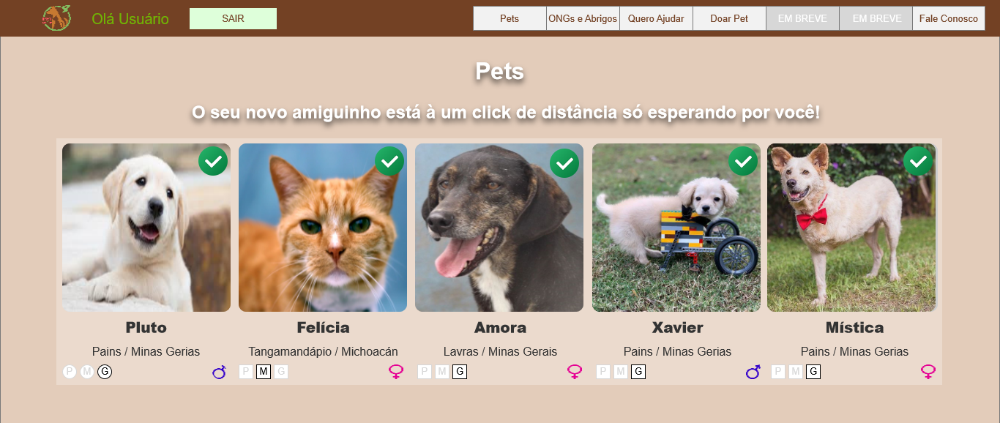 Olá Usuário
SAIR
Pets
ONGs e Abrigos
Quero Ajudar
Doar Pet
EM BREVE
EM BREVE
Fale Conosco
Pets
O seu novo amiguinho está à um click de distância só esperando por você!
Pluto
Pains / Minas Gerias
P M G
Felícia
Tangamandápio / Michoacán
P M G
Amora
Lavras / Minas Gerais
P M G
Xavier
Pains / Minas Gerias
P M G
Mística
Pains / Minas Gerias
P M G